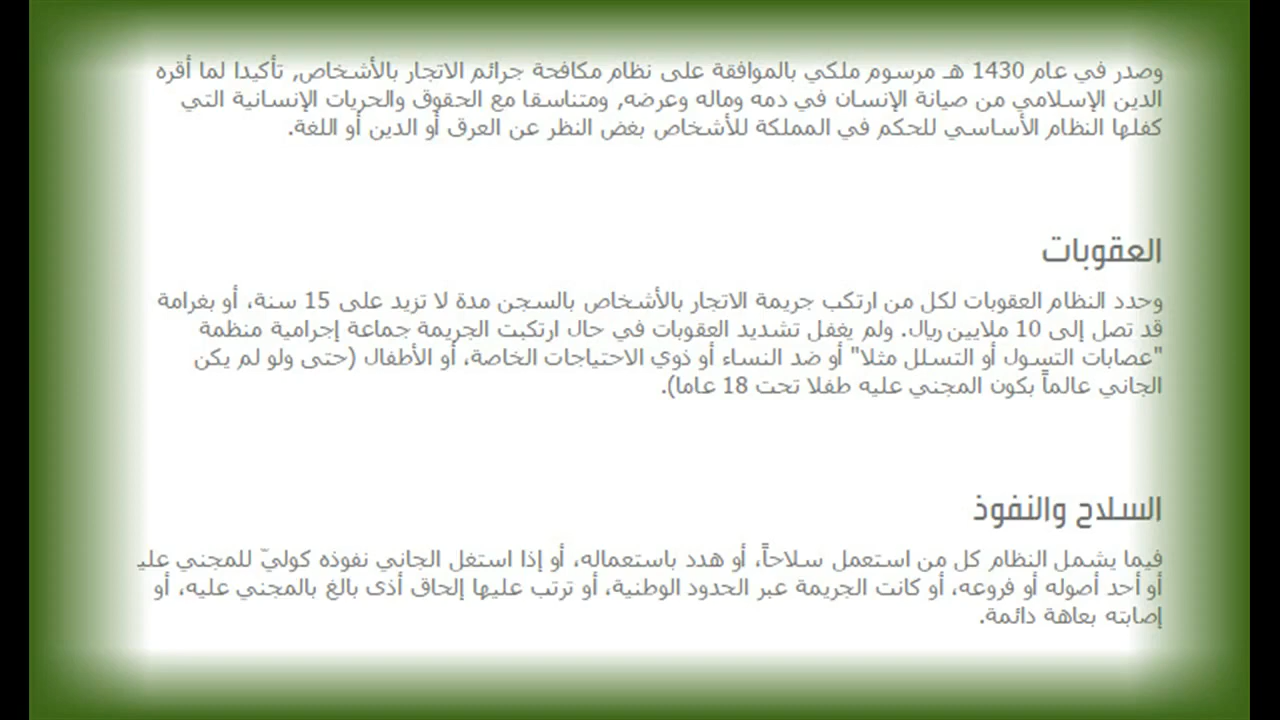 وصدر في عام 1430 هـ مرسوم ملكي بالموافقة على نظام مكافحة جرائم الاتجار بالأشخاص, تأكيدا لما أقره
الدين الإسلامي من صيانة الإنسان في دمه وماله وعرضه, ومتناسقا مع الحقوق والحريات الإنسانية التي
كفلها النظام الأساسي للحكم في المملكة للأشخاص بغض النظر عن العرق أو الدين أو اللغة.
العقوبات
وحدد النظام العقوبات لكل من ارتكب جريمة الاتجار بالأشخاص بالسجن مدة لا تزيد على 15 سنة، أو بغرامة
قد تصل إلى 10 ملايين ريال. ولم يغفل تشديد العقوبات في حال ارتكبت الجريمة جماعة إجرامية منظمة
"عصابات التسول أو التسلل مثلا" أو ضد النساء أو ذوي الاحتياجات الخاصة، أو الأطفال (حتى ولو لم يكن
الجاني عالماً بكون المجني عليه طفلا تحت 18 عاما).
السلاح والنفوذ
فيما يشمل النظام كل من استعمل سلاحاً، أو هدد باستعماله، أو إذا استغل الجاني نفوذه كوليّ للمجني عليه
أو أحد أصوله أو فروعه، أو كانت الجريمة عبر الحدود الوطنية، أو ترتب عليها إلحاق أذى بالغ بالمجني عليه، أو
إصابته بعاهة دائمة.